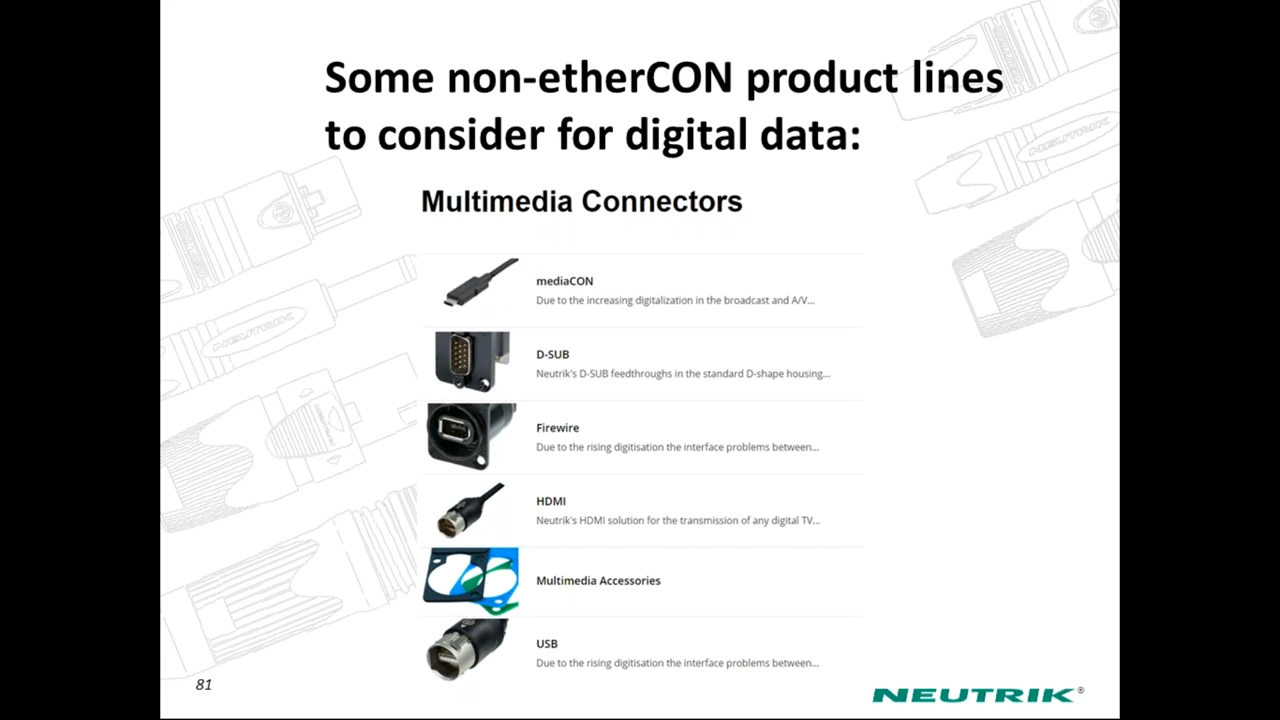 Some non-etherCON product lines
to consider for digital data:
Multimedia Connectors
mediaCON
Due to the increasing digitalization in the broadcast and A/V...
D-SUB
Neutrik's D-SUB feedthroughs in the standard D-shape housing...
Firewire
Due to the rising digitisation the interface problems between...
HDMI
Neutrik's HDMI solution for the transmission of any digital TV...
Multimedia Accessories
USB
Due to the rising digitisation the interface problems between...
81
NEUTRIK®
NEUTRIK
NEUTRIK